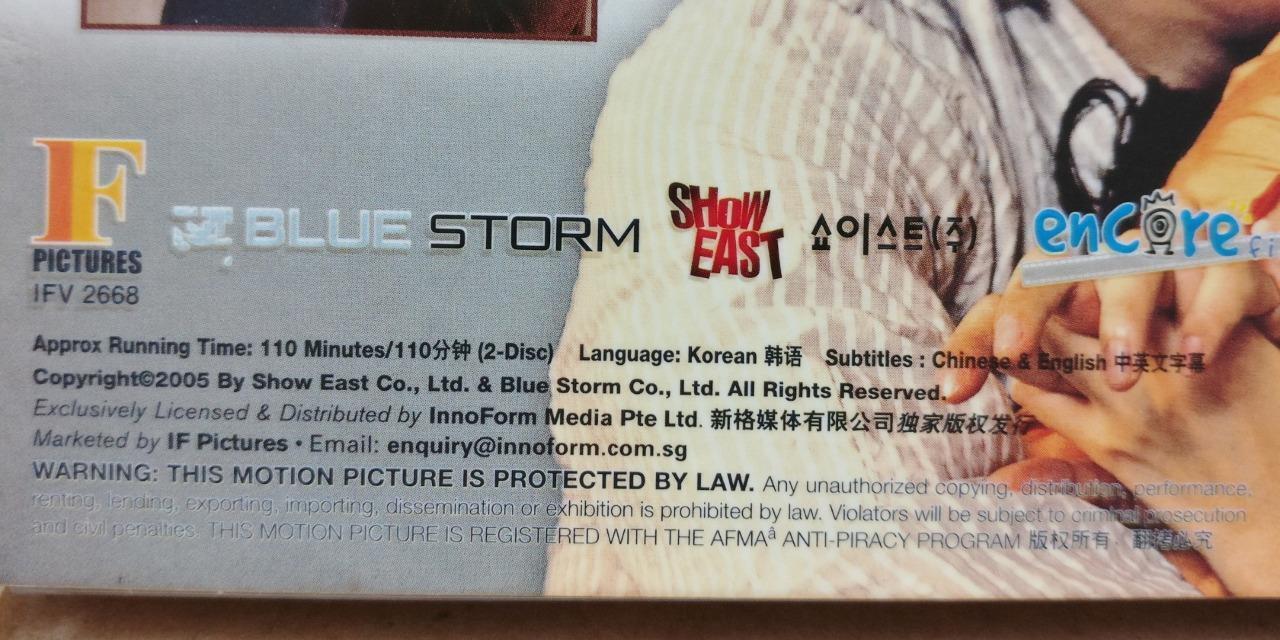 F
PICTURES
IFV 2668
BLUE STORM
SHOW EAST
쇼이스트(주)
encore
Approx Running Time: 110 Minutes/110分钟 (2-Disc) Language: Korean 韩语 Subtitles : Chinese & English 中英文字幕
Copyright©2005 By Show East Co., Ltd. & Blue Storm Co., Ltd. All Rights Reserved.
Exclusively Licensed & Distributed by InnoForm Media Pte Ltd. 新格媒体有限公司独家版权发行
Marketed by IF Pictures • Email: enquiry@innoform.com.sg
WARNING: THIS MOTION PICTURE IS PROTECTED BY LAW. Any unauthorized copying, distribution, performance,
renting, lending, exporting, importing, dissemination or exhibition is prohibited by law. Violators will be subject to criminal prosecution
and civil penalties. THIS MOTION PICTURE IS REGISTERED WITH THE AFMAâ ANTI-PIRACY PROGRAM 版权所有 · 翻拷必究